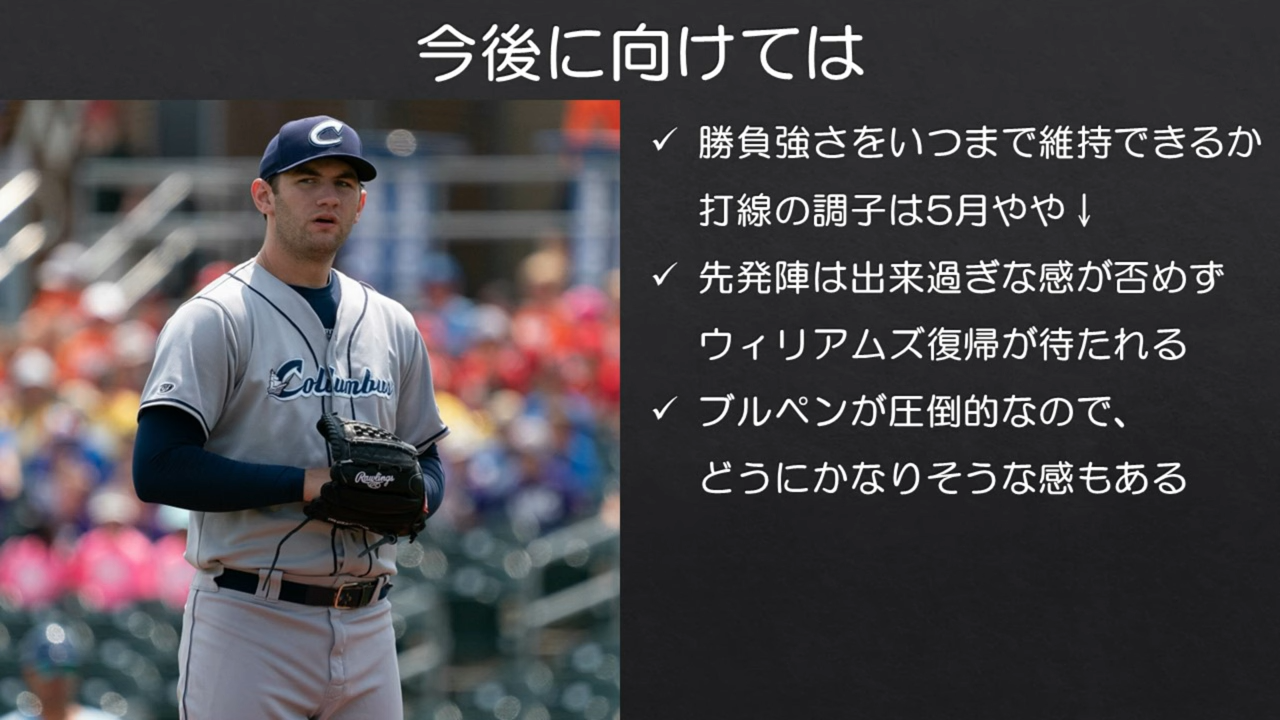 今後に向けては
✓ 勝負強さをいつまで維持できるか
打線の調子は5月やや↓
✓ 先発陣は出来過ぎな感が否めず
ウィリアムズ復帰が待たれる
✓ ブルペンが圧倒的なので、
どうにかなりそうな感もある
C
Columbus
Rawlings